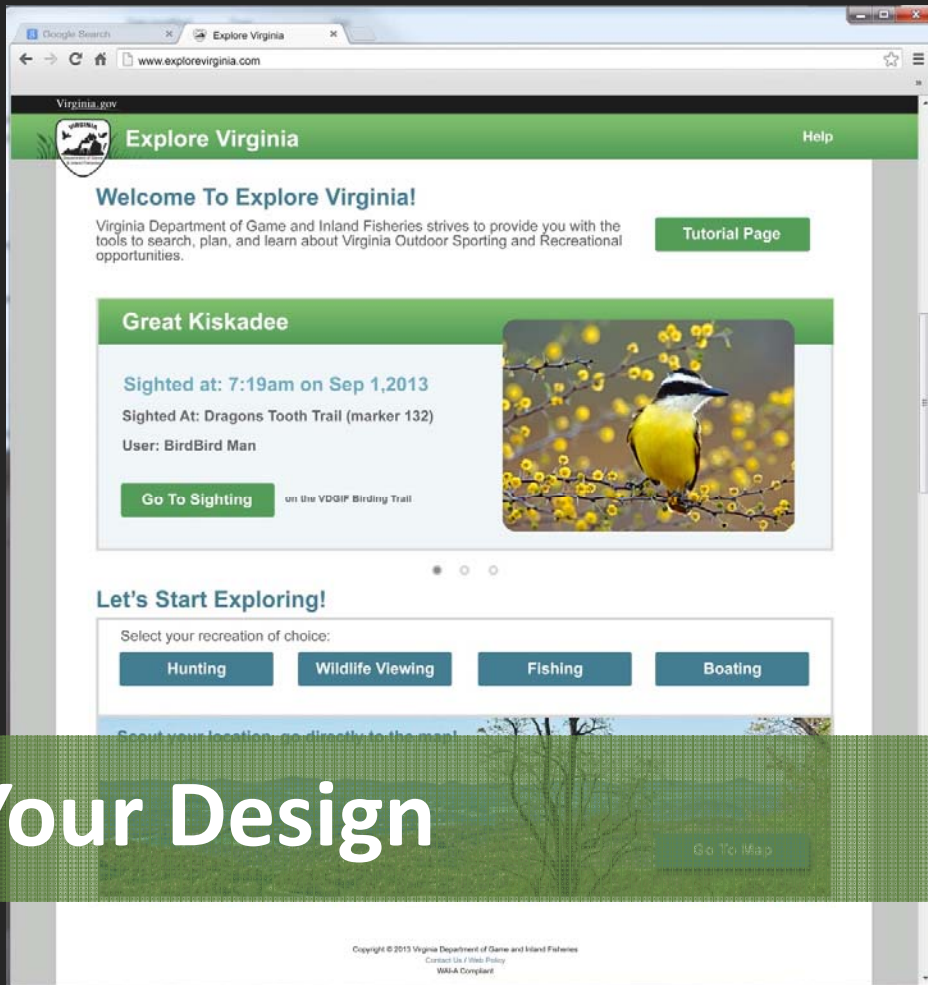 Google Search
Explore Virginia
www.explorevirginia.com
Virginia.gov
VIRGINIA
Explore Virginia
Help
Welcome To Explore Virginia!
Virginia Department of Game and Inland Fisheries strives to provide you with the
tools to search, plan, and learn about Virginia Outdoor Sporting and Recreational
opportunities.
Tutorial Page
Great Kiskadee
Sighted at: 7:19am on Sep 1,2013
Sighted At: Dragons Tooth Trail (marker 132)
User: BirdBird Man
Go To Sighting
on the VDGIF Birding Trail
Let's Start Exploring!
Select your recreation of choice:
Hunting
Wildlife Viewing
Fishing
Boating
Scout your location, go directly to the map!
Your Design
Go To Map
Copyright © 2013 Virginia Department of Game and Inland Fisheries
Contact Us / Web Policy
WAI-A Compliant